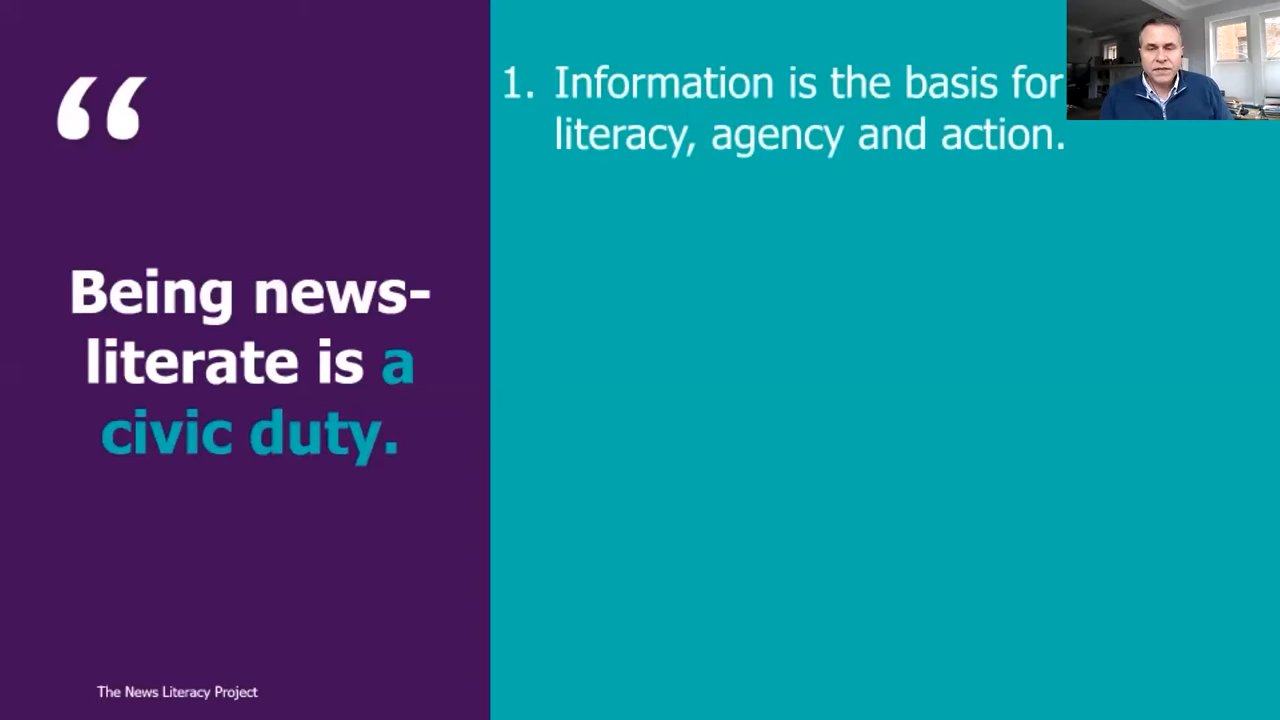 “
Being news-
literate is a
civic duty.
The News Literacy Project
1. Information is the basis for
literacy, agency and action.